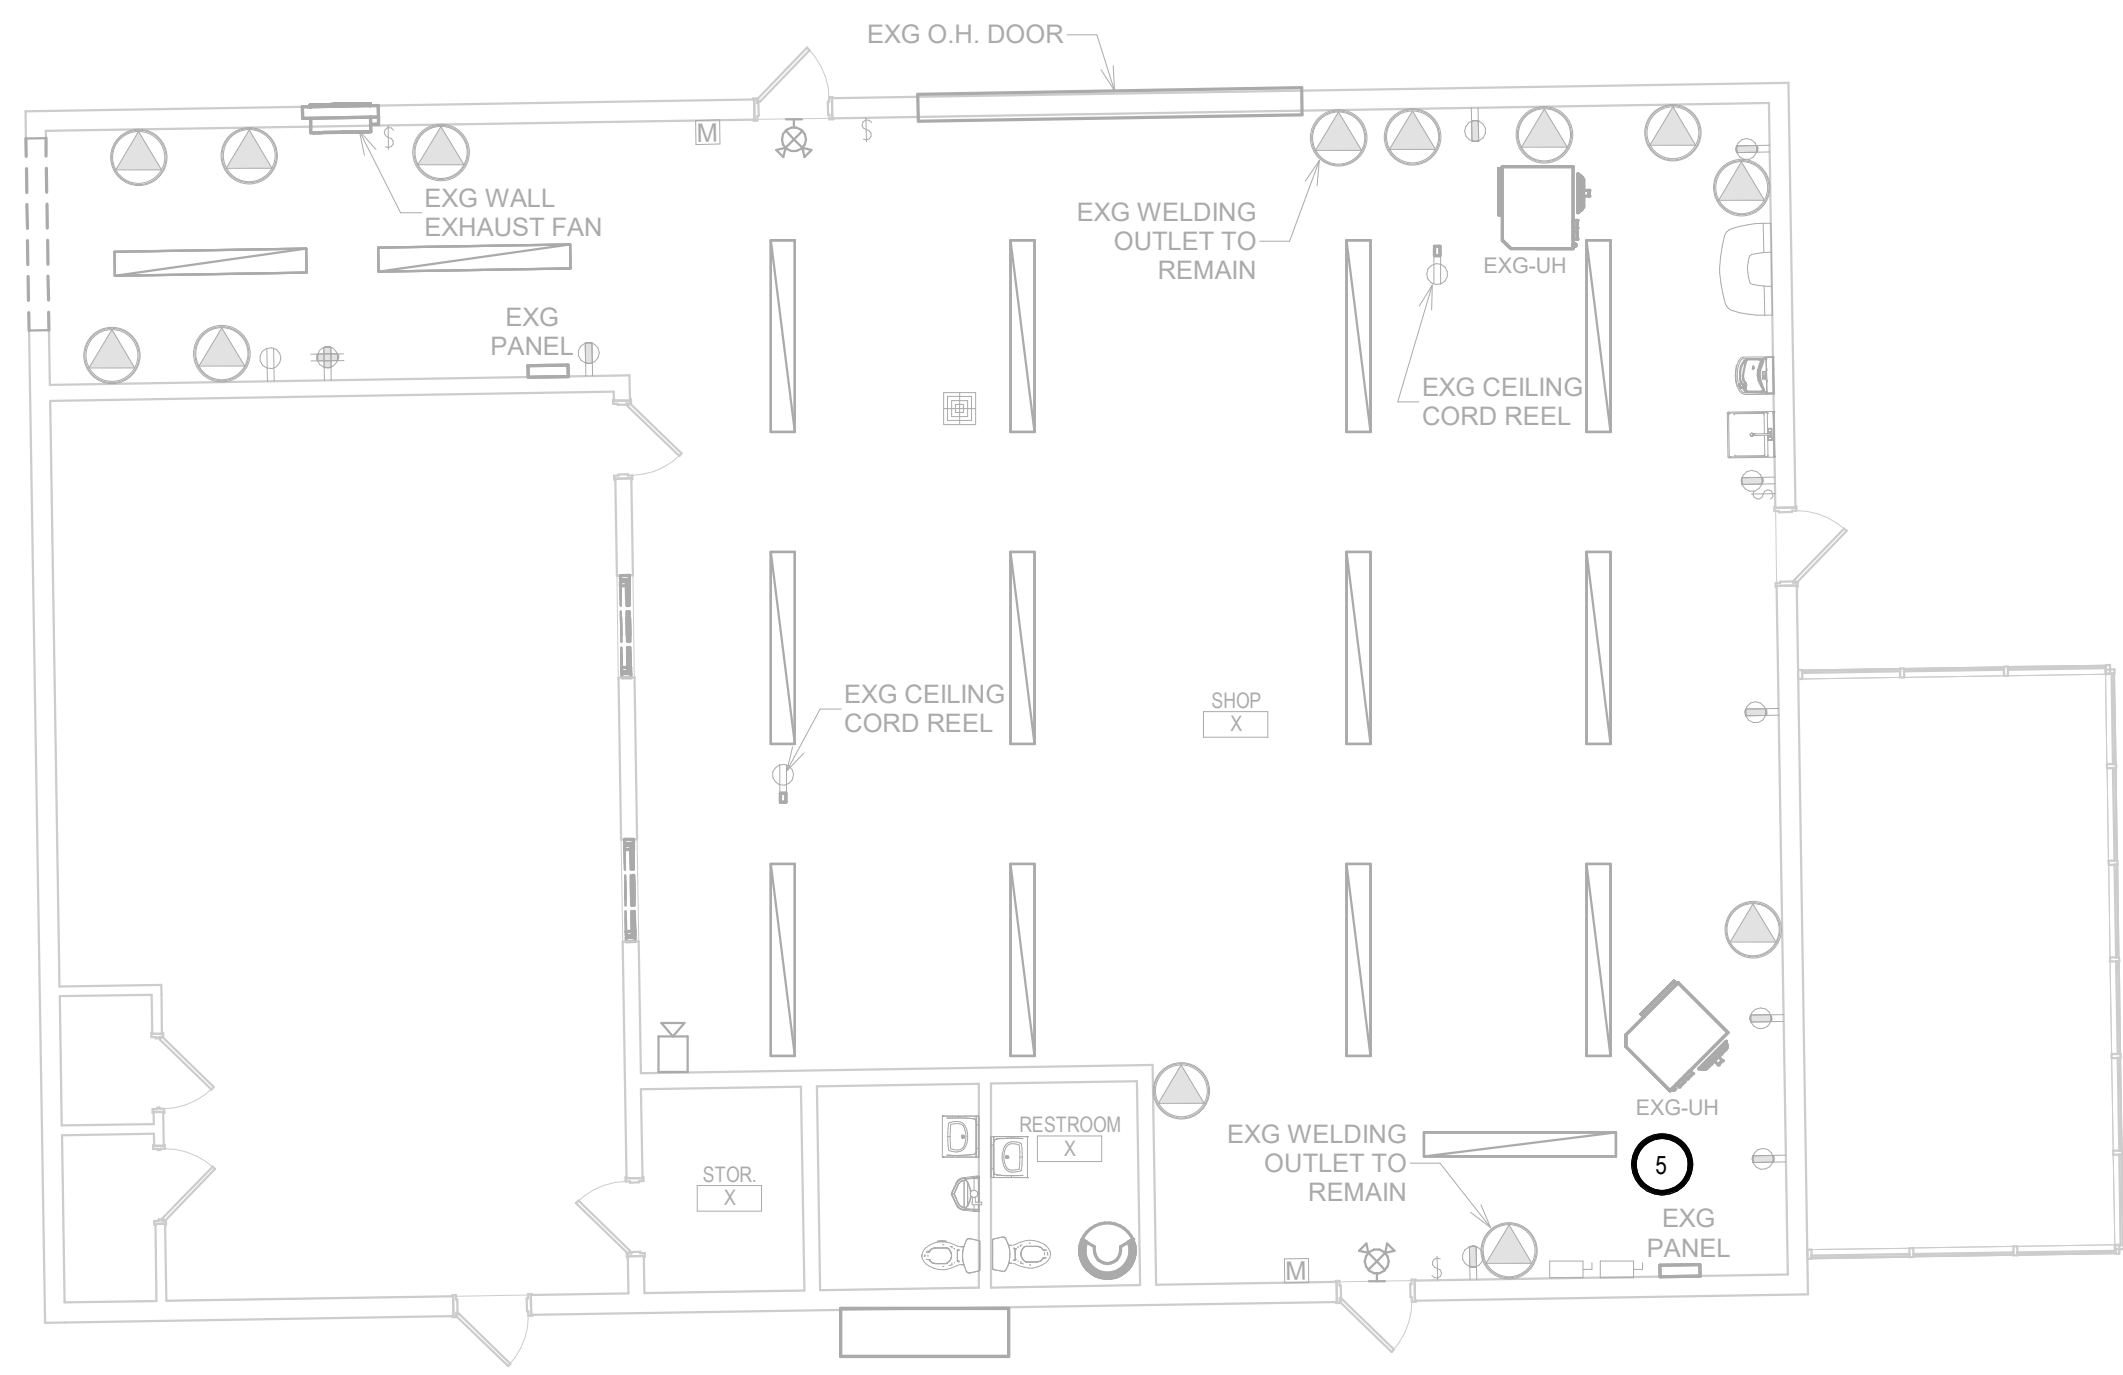 EXG O.H. DOOR
$
M
$
EXG WALL
EXHAUST FAN
EXG WELDING
OUTLET TO
REMAIN
EXG-UH
EXG
PANEL
EXG CEILING
CORD REEL
$
EXG CEILING
CORD REEL
SHOP
X
EXG-UH
RESTROOM
X
EXG WELDING
OUTLET TO
REMAIN
5
STOR.
X
EXG
PANEL
M
$